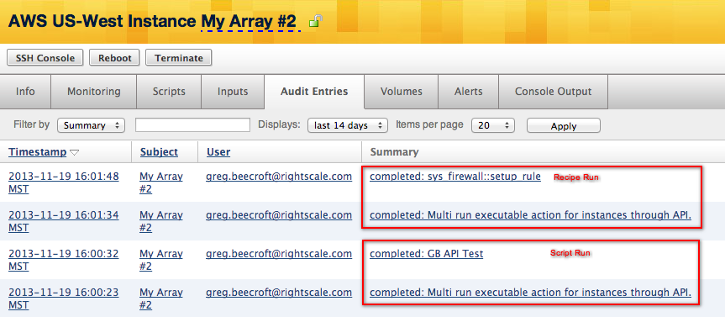 AWS US-West Instance My Array #2
SSH Console Reboot Terminate
Info Monitoring Scripts Inputs Audit Entries Volumes Alerts Console Output
Filter by Summary Displays: last 14 days Items per page 20 Apply
Timestamp Subject User Summary
2013-11-19 16:01:48 My Array greg.beecroft@rightscale.com completed: sys_firewall::setup_rule Recipe Run
MST #2
2013-11-19 16:01:34 My Array greg.beecroft@rightscale.com completed: Multi run executable action for instances through API.
MST #2
2013-11-19 16:00:32 My Array greg.beecroft@rightscale.com completed: GB API Test Script Run
MST #2
2013-11-19 16:00:23 My Array greg.beecroft@rightscale.com completed: Multi run executable action for instances through API.
MST #2